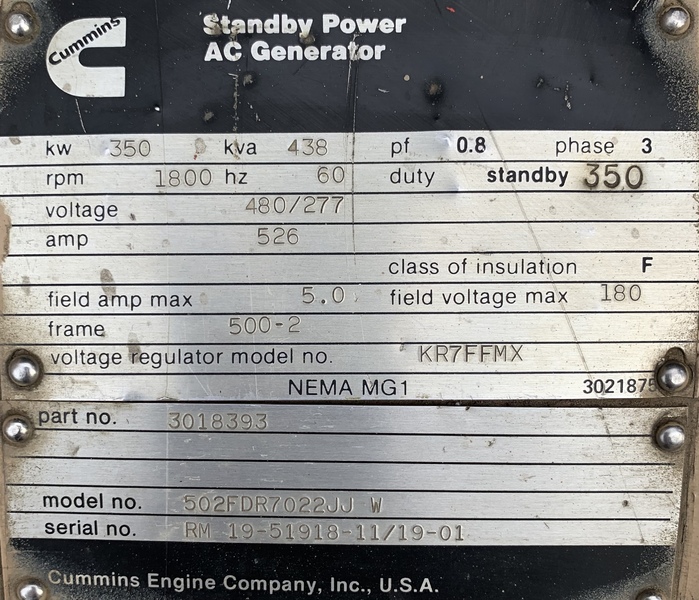 Cummins
Standby Power
AC Generator
kw 350 kva 438 pf 0.8 phase 3
rpm 1800 hz 60 duty standby 350
voltage 480/277
amp 526
class of insulation F
field amp max 5.0 field voltage max 180
frame 500-2
voltage regulator model no. KR7FFMX
NEMA MG1 3021875
part no. 3018393
model no. 502FDR7022JJ W
serial no. RM 19-51918-11/19-01
Cummins Engine Company, Inc., U.S.A.